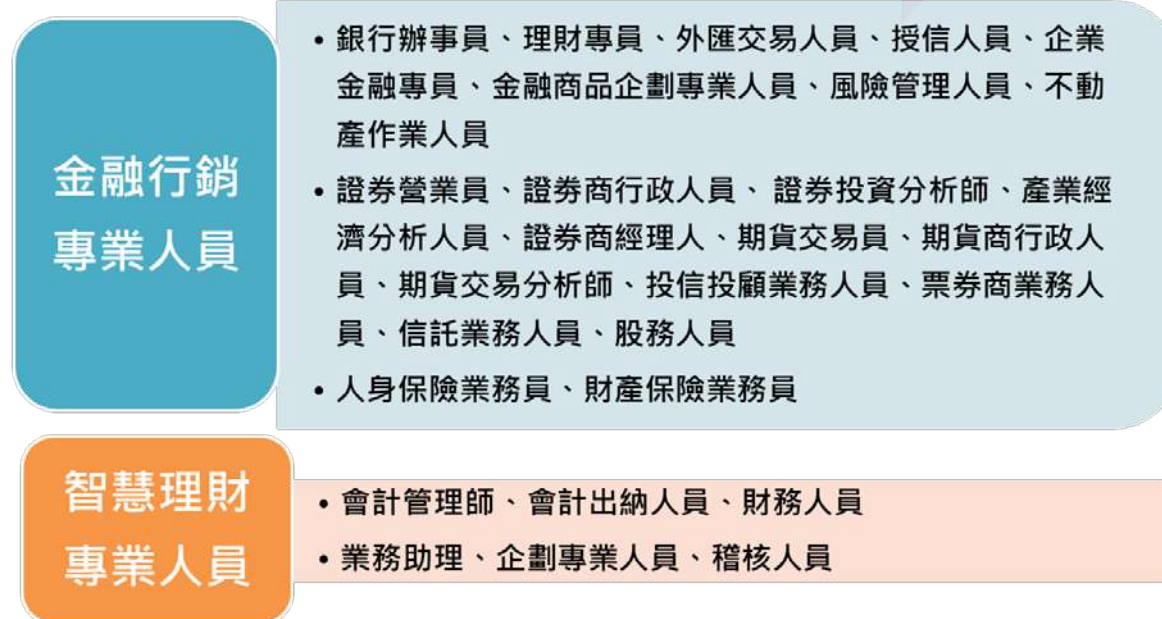 金融行銷
專業人員
• 銀行辦事員、理財專員、外匯交易人員、授信人員、企業
金融專員、金融商品企劃專業人員、風險管理人員、不動
產作業人員
• 證券營業員、證券商行政人員、 證券投資分析師、產業經
濟分析人員、證券商經理人、期貨交易員、期貨商行政人
員、期貨交易分析師、投信投顧業務人員、票券商業務人
員、信託業務人員、股務人員
• 人身保險業務員、財產保險業務員
智慧理財
專業人員
• 會計管理師、會計出納人員、財務人員
• 業務助理、企劃專業人員、稽核人員